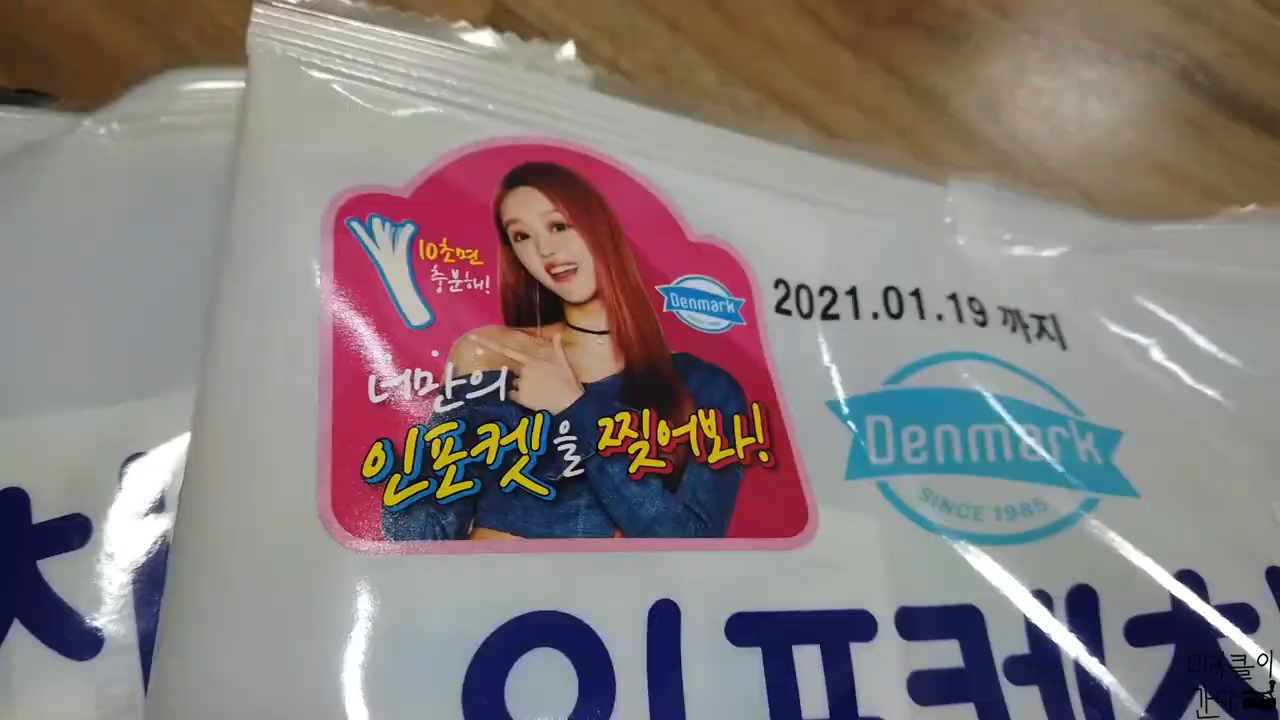 10초면
충분해!
Denmark
너만의
인포켓을 찢어봐!
2021.01.19 까지
Denmark
SINCE 1985
인포켓치